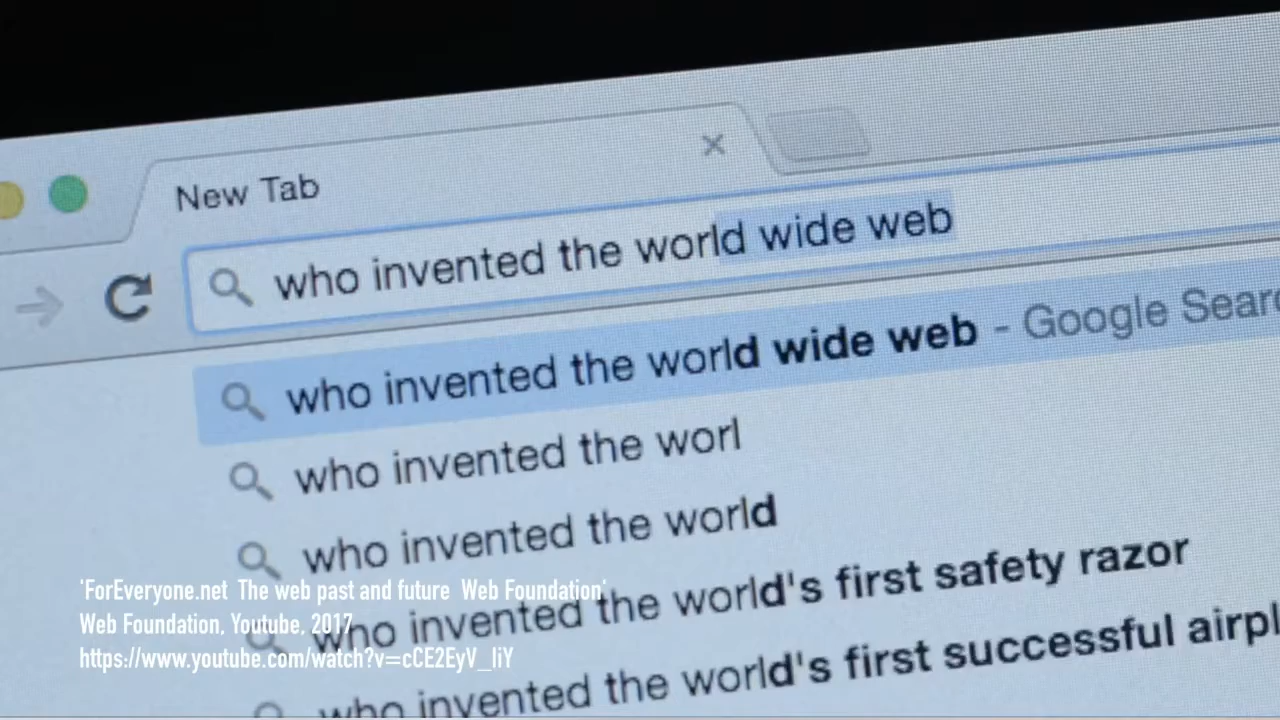 New Tab
who invented the world wide web
who invented the world wide web - Google Sear
who invented the worl
who invented the world
who invented the world's first safety razor
who invented the world's first successful airpl
'ForEveryone.net The web past and future Web Foundation'
Web Foundation, Youtube, 2017
https://www.youtube.com/watch?v=cCE2EyV_IiY